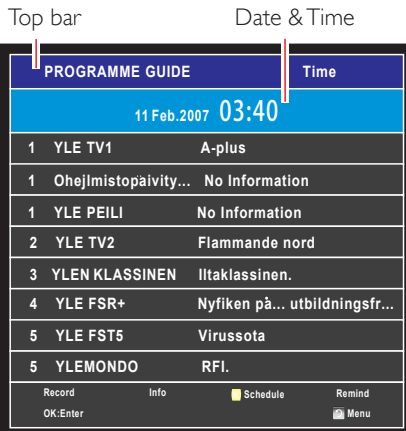 Top bar Date & Time
PROGRAMME GUIDE Time
11 Feb.2007 03:40
1 YLE TV1 A-plus
1 Ohejlmistopäivity... No Information
1 YLE PEILI No Information
2 YLE TV2 Flammande nord
3 YLEN KLASSINEN Iltaklassinen.
4 YLE FSR+ Nyfiken på... utbildningsfr...
5 YLE FST5 Virussota
5 YLEMONDO RFI.
Record Info Schedule Remind
OK:Enter Menu